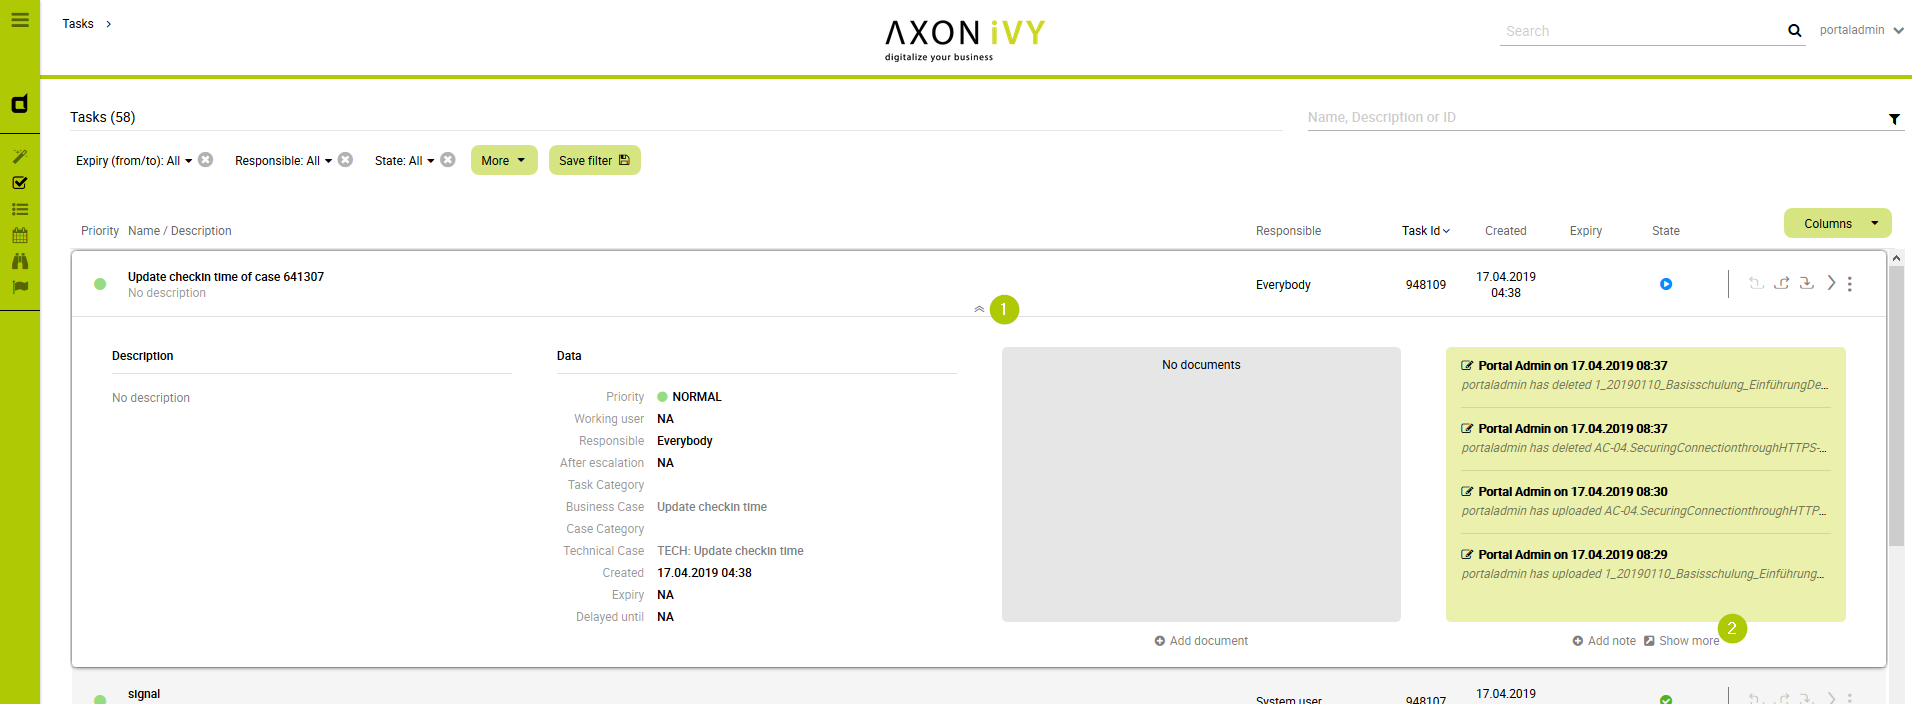 Tasks
AXON iVY
digitalize your business
Search
portaladmin
Tasks (58)
Name, Description or ID
Expiry (from/to): All
Responsible: All
State: All
More
Save filter
Columns
Priority Name / Description Responsible Task Id Created Expiry State
Update checkin time of case 641307
No description
Everybody
948109
17.04.2019
04:38
1
Description
No description
Data
Priority NORMAL
Working user NA
Responsible Everybody
After escalation NA
Task Category
Business Case Update checkin time
Case Category
Technical Case TECH: Update checkin time
Created 17.04.2019 04:38
Expiry NA
Delayed until NA
No documents
Add document
Portal Admin on 17.04.2019 08:37
portaladmin has deleted 1_20190110_Basisschulung_EinführungDe...
Portal Admin on 17.04.2019 08:37
portaladmin has deleted AC-04.SecuringConnectionthroughHTTPS-...
Portal Admin on 17.04.2019 08:30
portaladmin has uploaded AC-04.SecuringConnectionthroughHTTP...
Portal Admin on 17.04.2019 08:29
portaladmin has uploaded 1_20190110_Basisschulung_Einführung...
Add note Show more
2
signal
System user
948107
17.04.2019